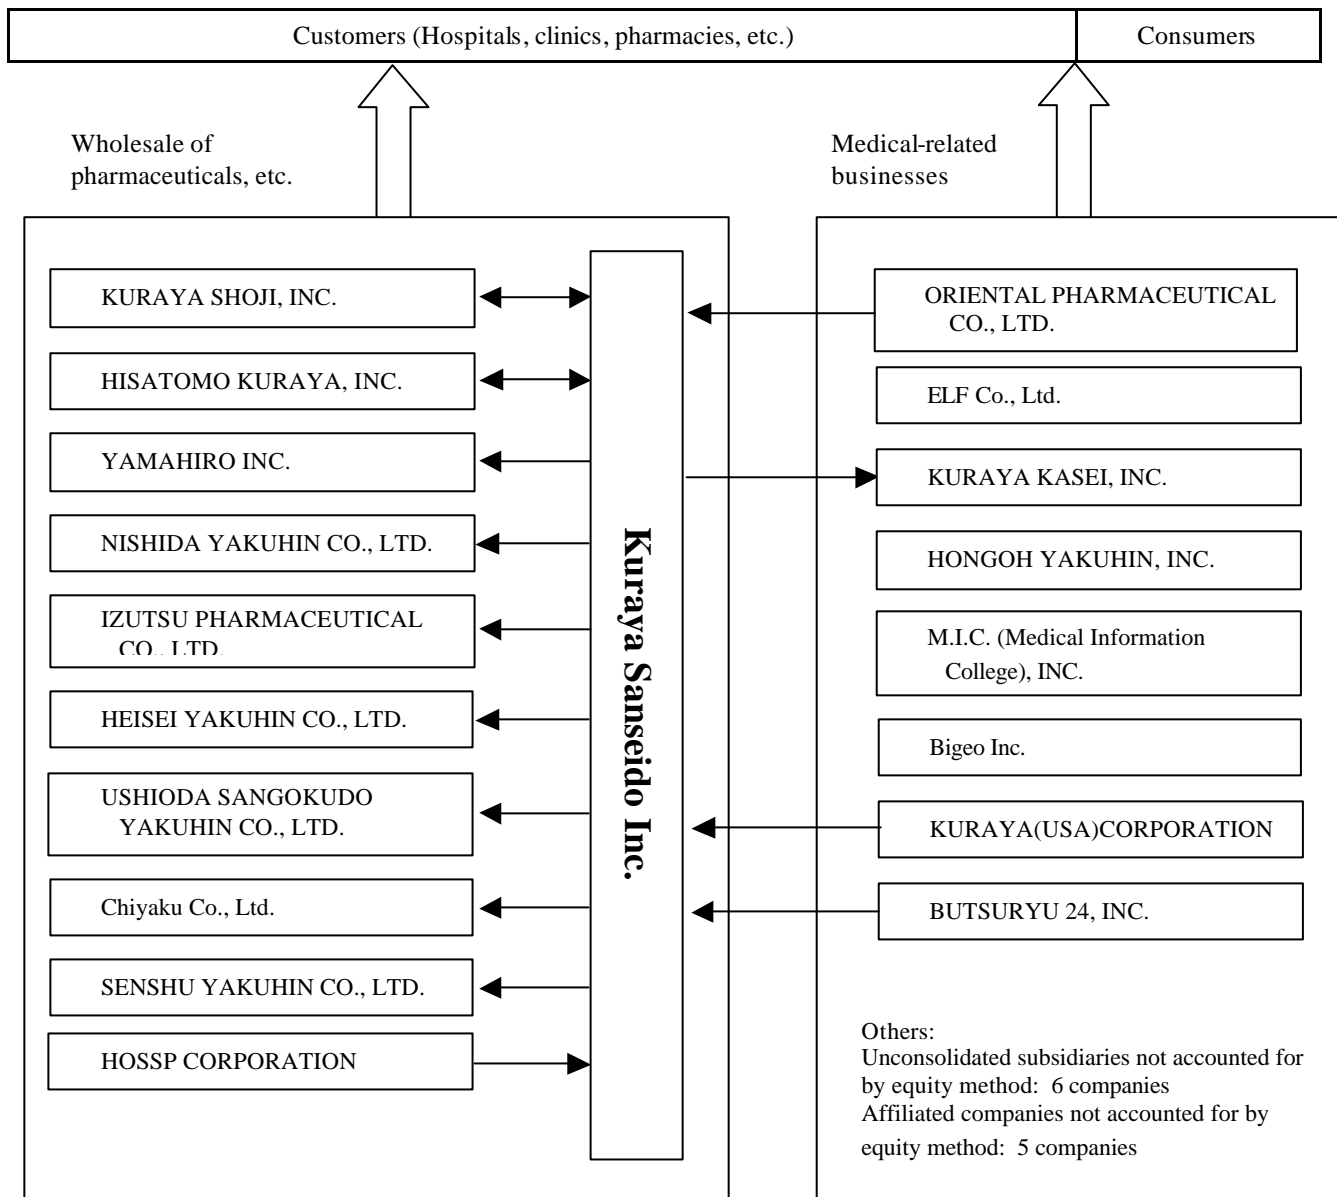 Customers (Hospitals, clinics, pharmacies, etc.)
Consumers
Wholesale of
pharmaceuticals, etc.
Medical-related
businesses
KURAYA SHOJI, INC.
HISATOMO KURAYA, INC.
YAMAHIRO INC.
NISHIDA YAKUHIN CO., LTD.
IZUTSU PHARMACEUTICAL
CO., LTD.
HEISEI YAKUHIN CO., LTD.
USHIODA SANGOKUDO
YAKUHIN CO., LTD.
Chiyaku Co., Ltd.
SENSHU YAKUHIN CO., LTD.
HOSSP CORPORATION
Kuraya Sanseido Inc.
ORIENTAL PHARMACEUTICAL
CO., LTD.
ELF Co., Ltd.
KURAYA KASEI, INC.
HONGOH YAKUHIN, INC.
M.I.C. (Medical Information
College), INC.
Bigeo Inc.
KURAYA(USA)CORPORATION
BUTSURYU 24, INC.
Others:
Unconsolidated subsidiaries not accounted for
by equity method:  6 companies
Affiliated companies not accounted for by
equity method:  5 companies